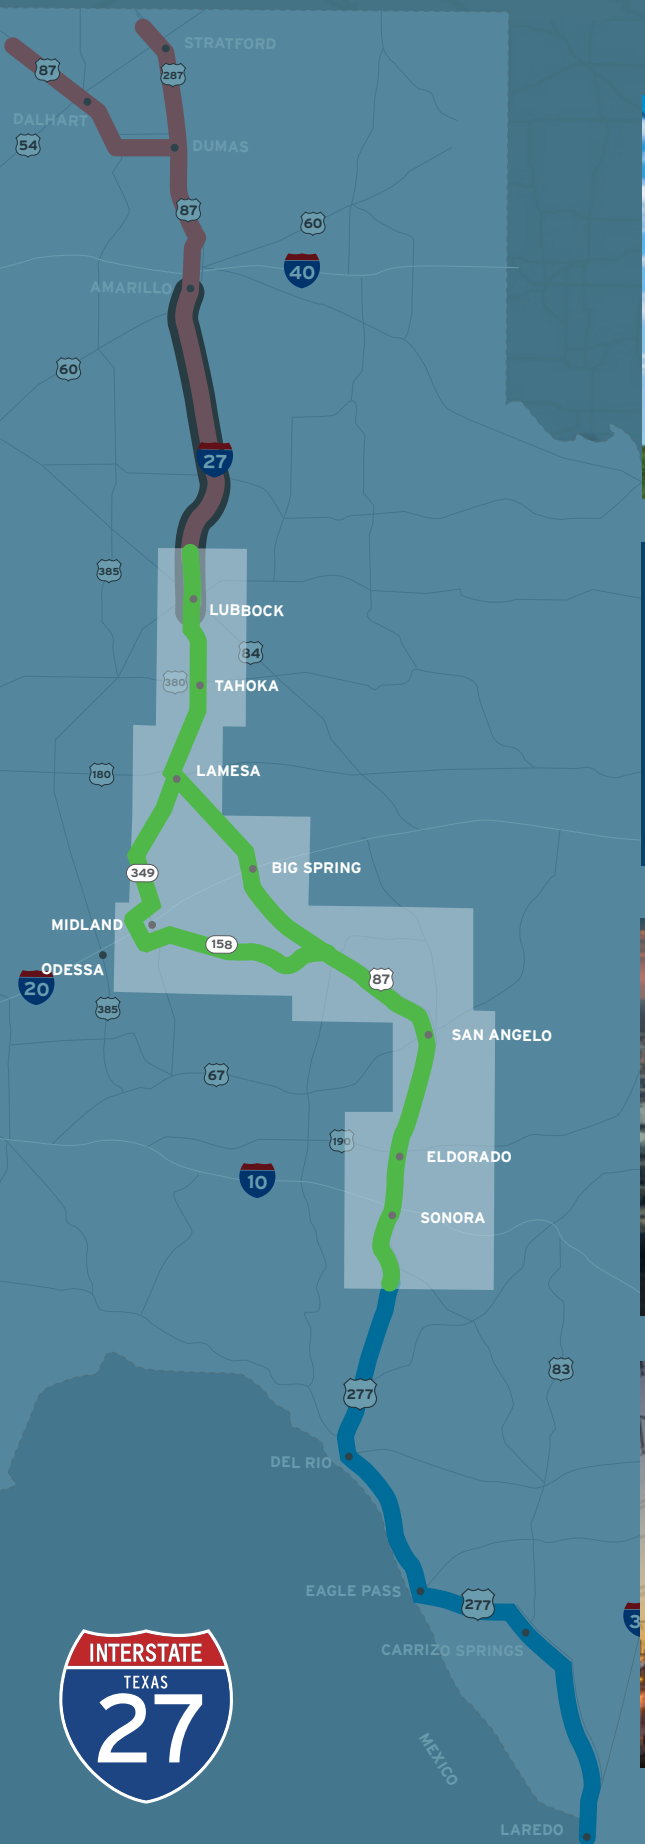 STRATFORD
87
287
DALHART
54
DUMAS
87
60
40
AMARILLO
60
27
385
LUBBOCK
84
380
TAHOKA
LAMESA
180
BIG SPRING
349
MIDLAND
158
ODESSA
87
20
385
SAN ANGELO
67
190
ELDORADO
10
SONORA
83
277
DEL RIO
EAGLE PASS
277
3
CARRIZO SPRINGS
INTERSTATE
TEXAS
27
MEXICO
LAREDO